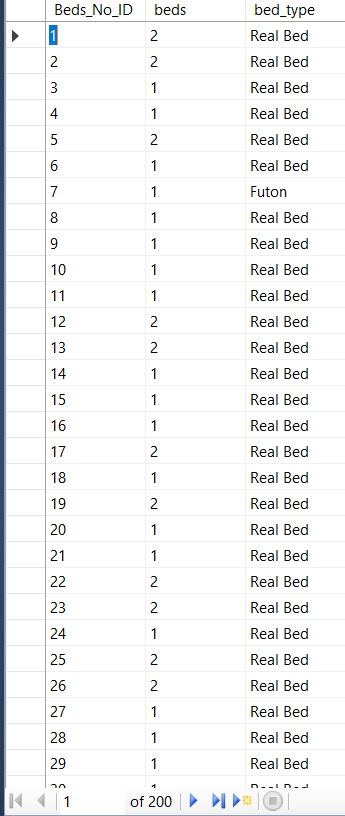 Beds_No_ID beds bed_type
1 2 Real Bed
2 2 Real Bed
3 1 Real Bed
4 1 Real Bed
5 2 Real Bed
6 1 Real Bed
7 1 Futon
8 1 Real Bed
9 1 Real Bed
10 1 Real Bed
11 1 Real Bed
12 2 Real Bed
13 2 Real Bed
14 1 Real Bed
15 1 Real Bed
16 1 Real Bed
17 2 Real Bed
18 1 Real Bed
19 2 Real Bed
20 1 Real Bed
21 1 Real Bed
22 2 Real Bed
23 2 Real Bed
24 1 Real Bed
25 2 Real Bed
26 2 Real Bed
27 1 Real Bed
28 1 Real Bed
29 1 Real Bed
1 of 200